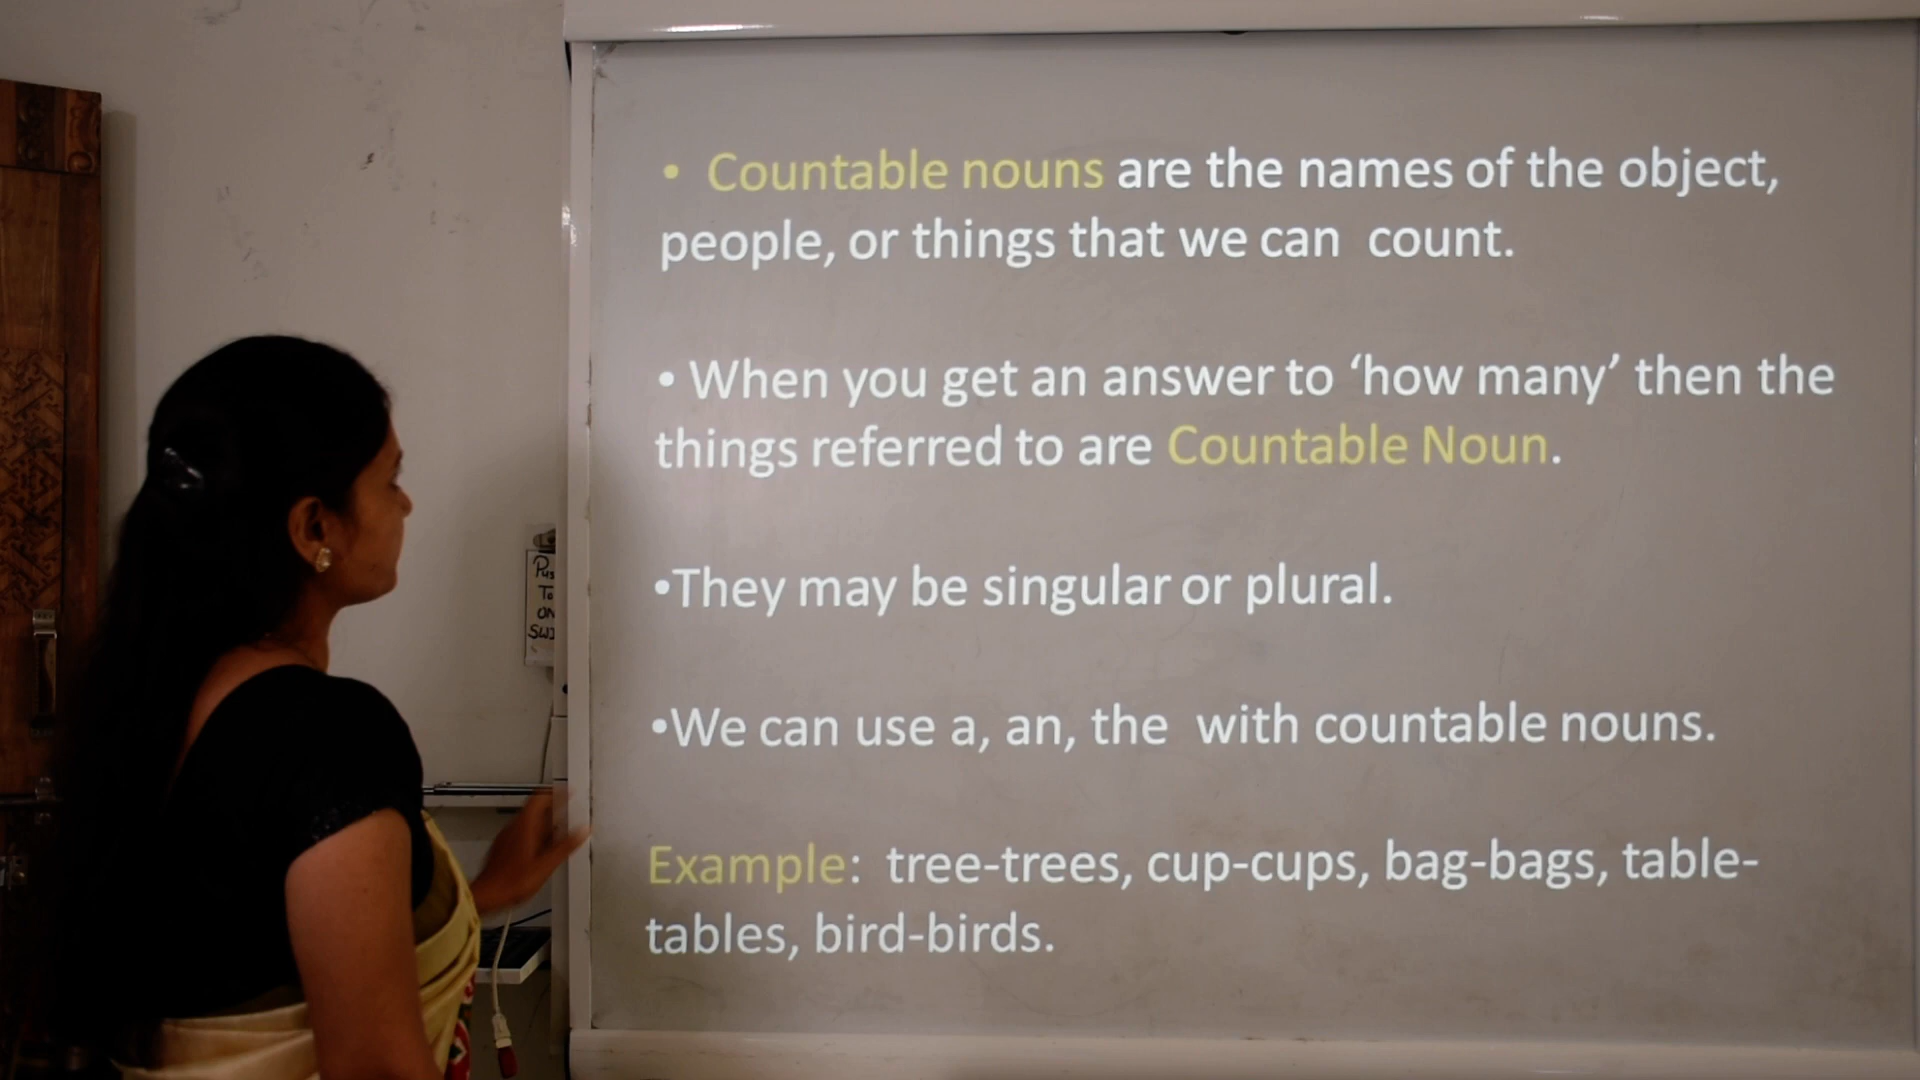 • Countable nouns are the names of the object,
people, or things that we can count.
• When you get an answer to ‘how many’ then the
things referred to are Countable Noun.
•They may be singular or plural.
•We can use a, an, the with countable nouns.
Example: tree-trees, cup-cups, bag-bags, table-
tables, bird-birds.
To